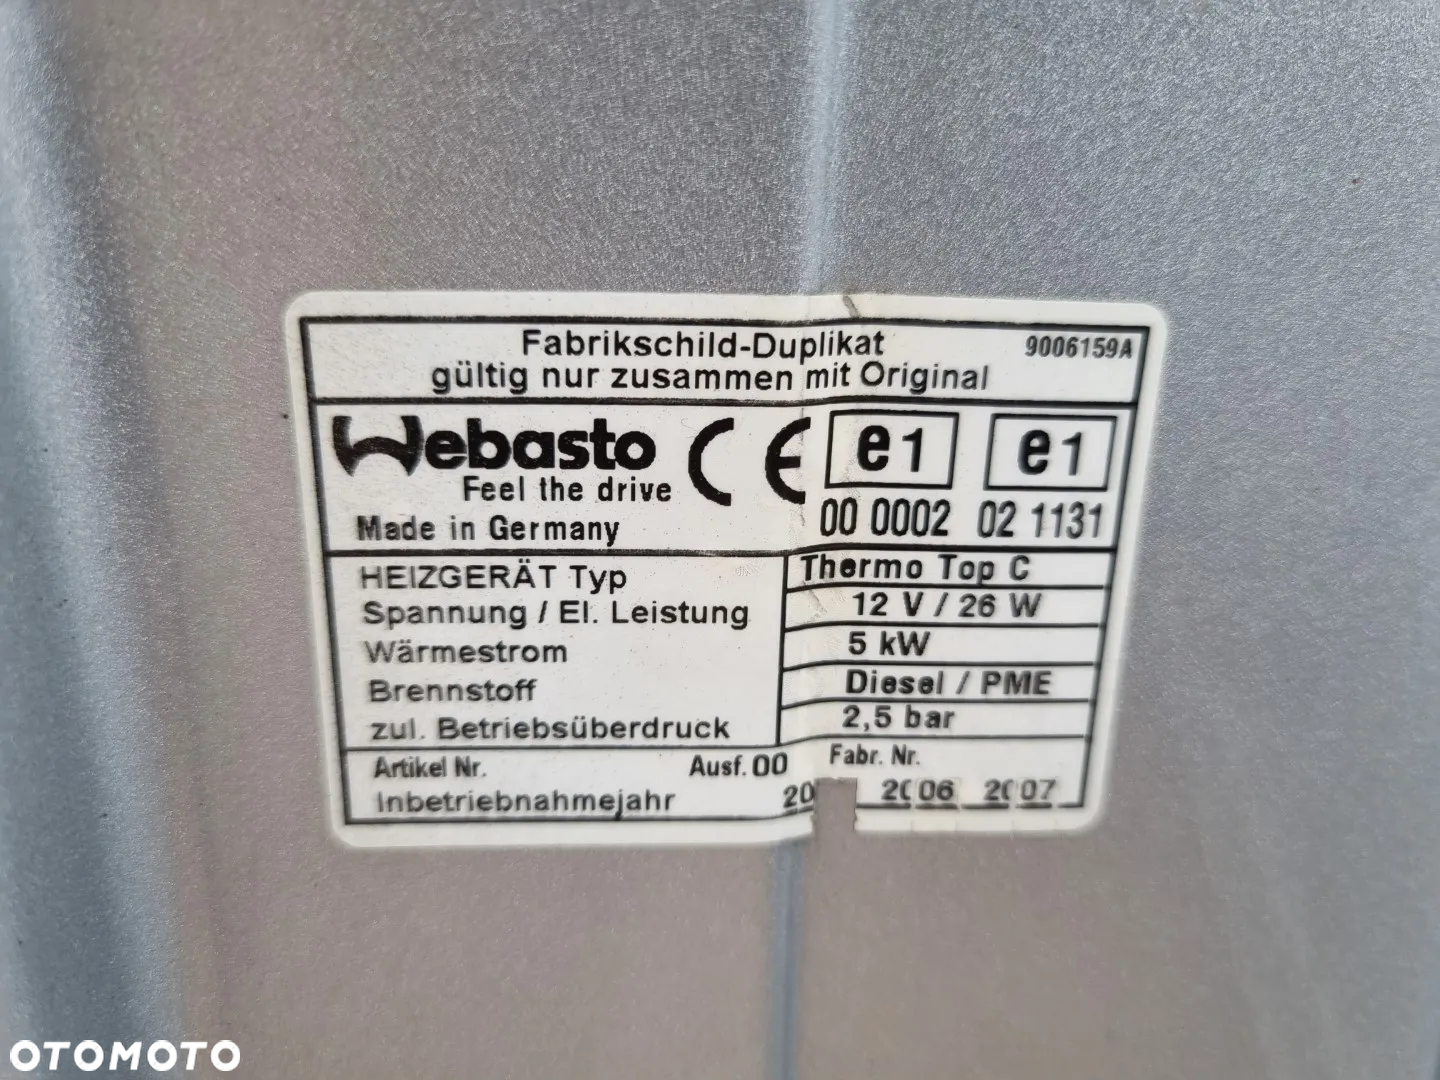 Fabrikschild-Duplikat
gültig nur zusammen mit Original
9006159A
Webasto
Feel the drive
Made in Germany
CE
e1
e1
00 0002
02 1131
HEIZGERÄT Typ
Thermo Top C
Spannung / El. Leistung
12 V / 26 W
Wärmestrom
5 kW
Brennstoff
Diesel / PME
zul. Betriebsüberdruck
2,5 bar
Artikel Nr.
Ausf. 00
Fabr. Nr.
Inbetriebnahmejahr
2006
2007
OTOMOTO